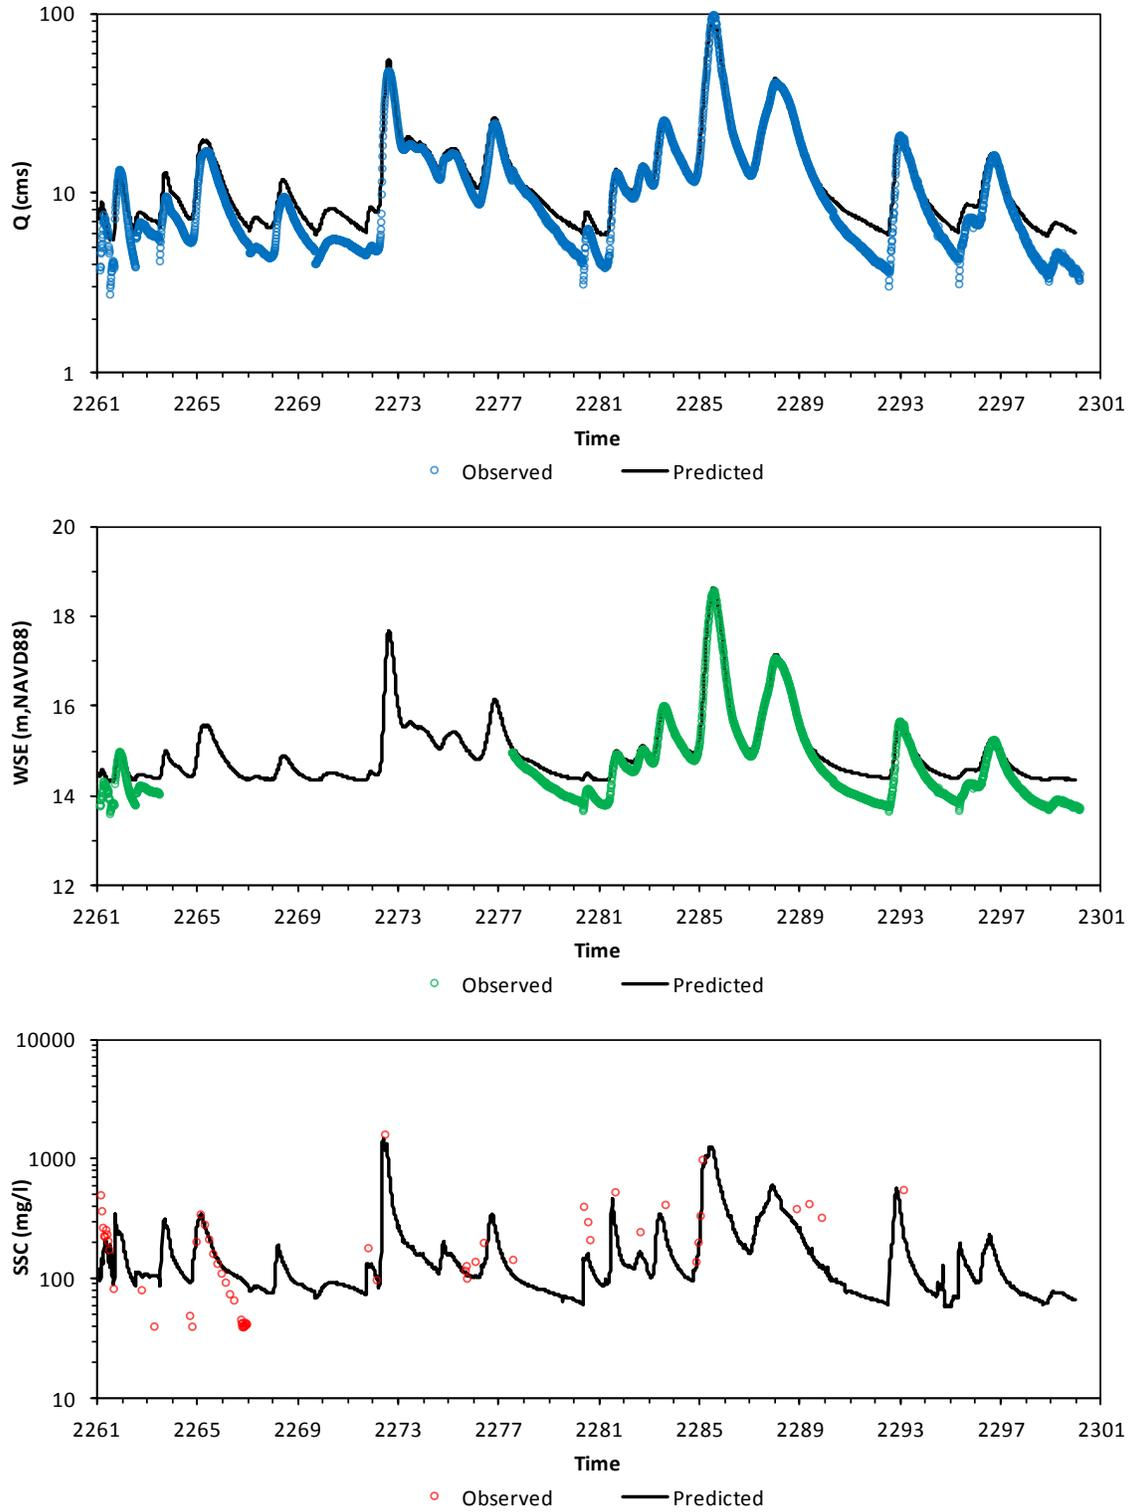 100
10
1
Q (cms)
2261 2265 2269 2273 2277 2281 2285 2289 2293 2297 2301
Time
Observed Predicted
20
18
16
14
12
WSE (m,NAVD88)
2261 2265 2269 2273 2277 2281 2285 2289 2293 2297 2301
Time
Observed Predicted
10000
1000
100
10
SSC (mg/l)
2261 2265 2269 2273 2277 2281 2285 2289 2293 2297 2301
Time
Observed Predicted